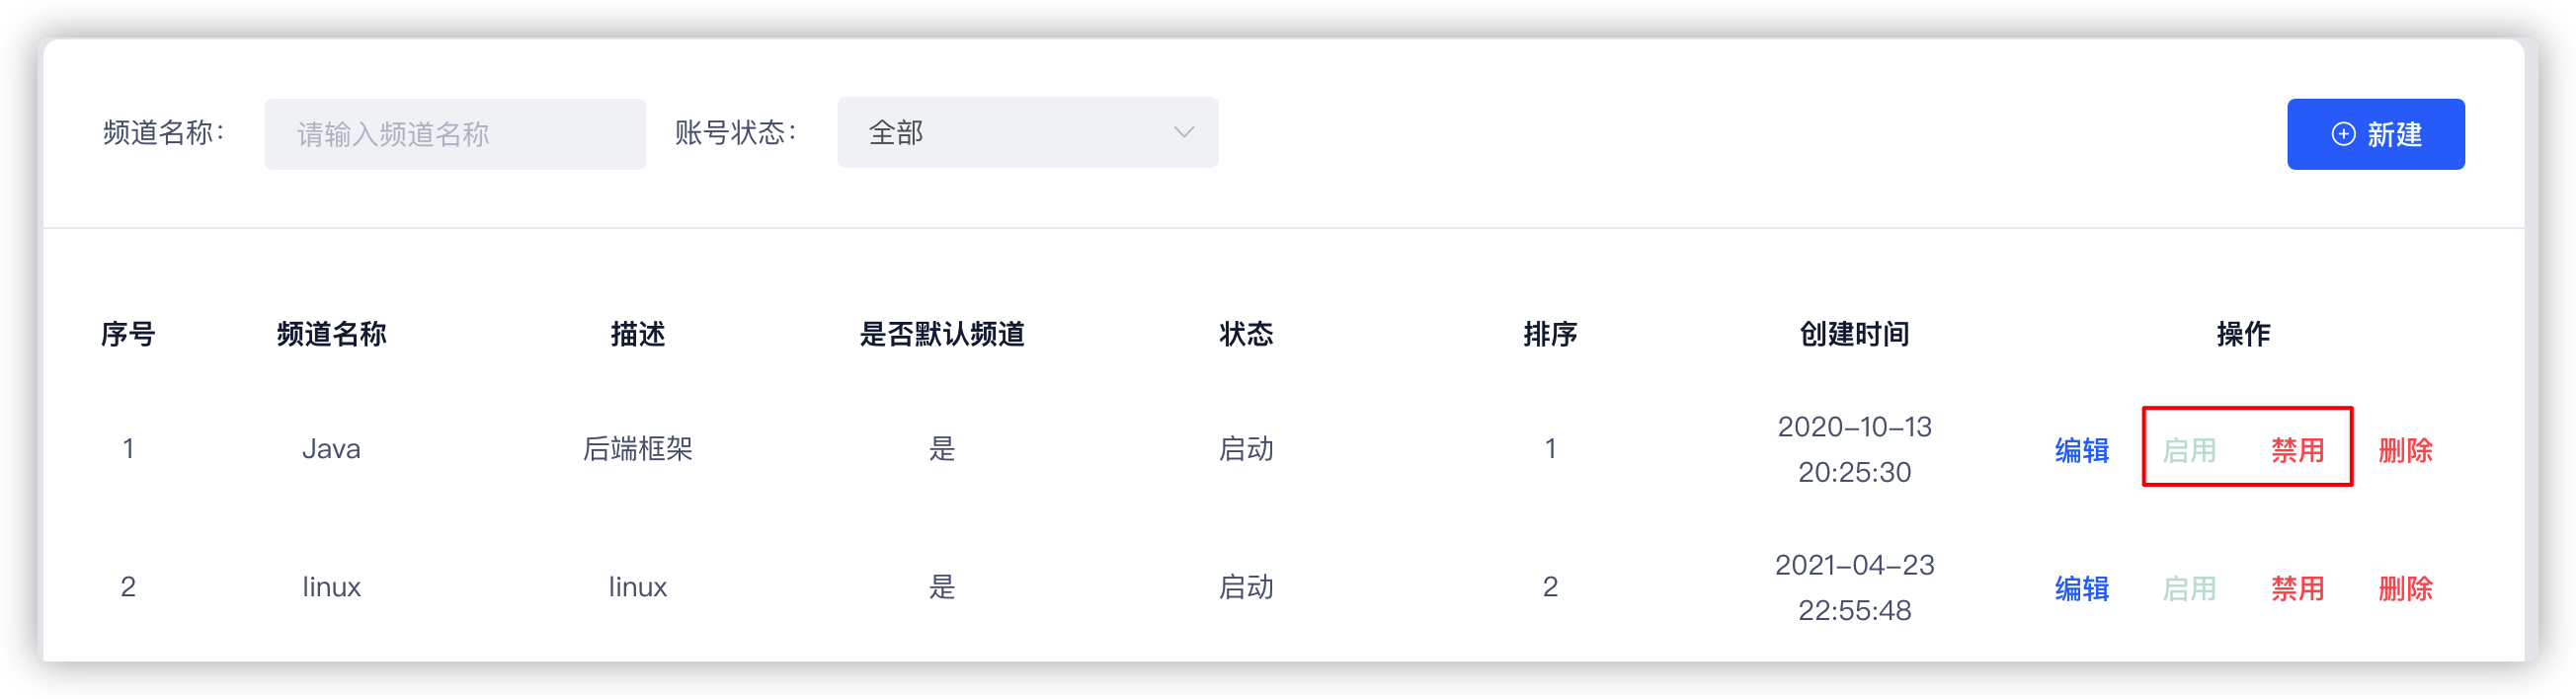 频道名称： 请输入频道名称 账号状态： 全部 新建
序号 频道名称 描述 是否默认频道 状态 排序 创建时间 操作
1 Java 后端框架 是 启动 1 2020-10-13 20:25:30 编辑 启用 禁用 删除
2 linux linux 是 启动 2 2021-04-23 22:55:48 编辑 启用 禁用 删除